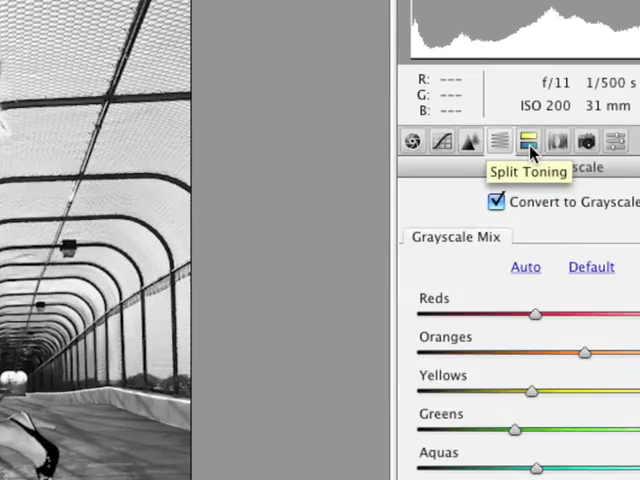 R: ---
G: ---
B: ---
f/11 1/500 s
ISO 200 31 mm
Split Toning
scale
Convert to Grayscale
Grayscale Mix
Auto Default
Reds
Oranges
Yellows
Greens
Aquas